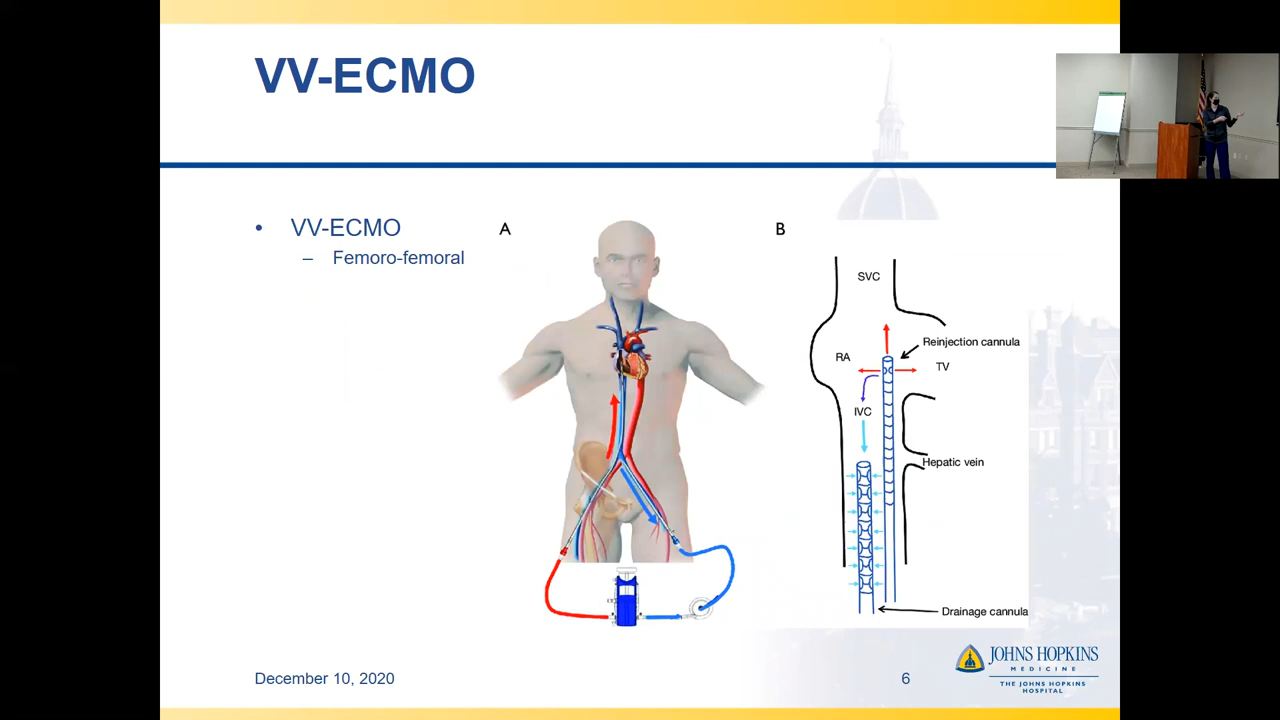 VV-ECMO
• VV-ECMO
– Femoro-femoral
A
B
SVC
Reinjection cannula
RA
TV
IVC
Hepatic vein
Drainage cannula
December 10, 2020
6
JOHNS HOPKINS
MEDICINE
THE JOHNS HOPKINS
HOSPITAL